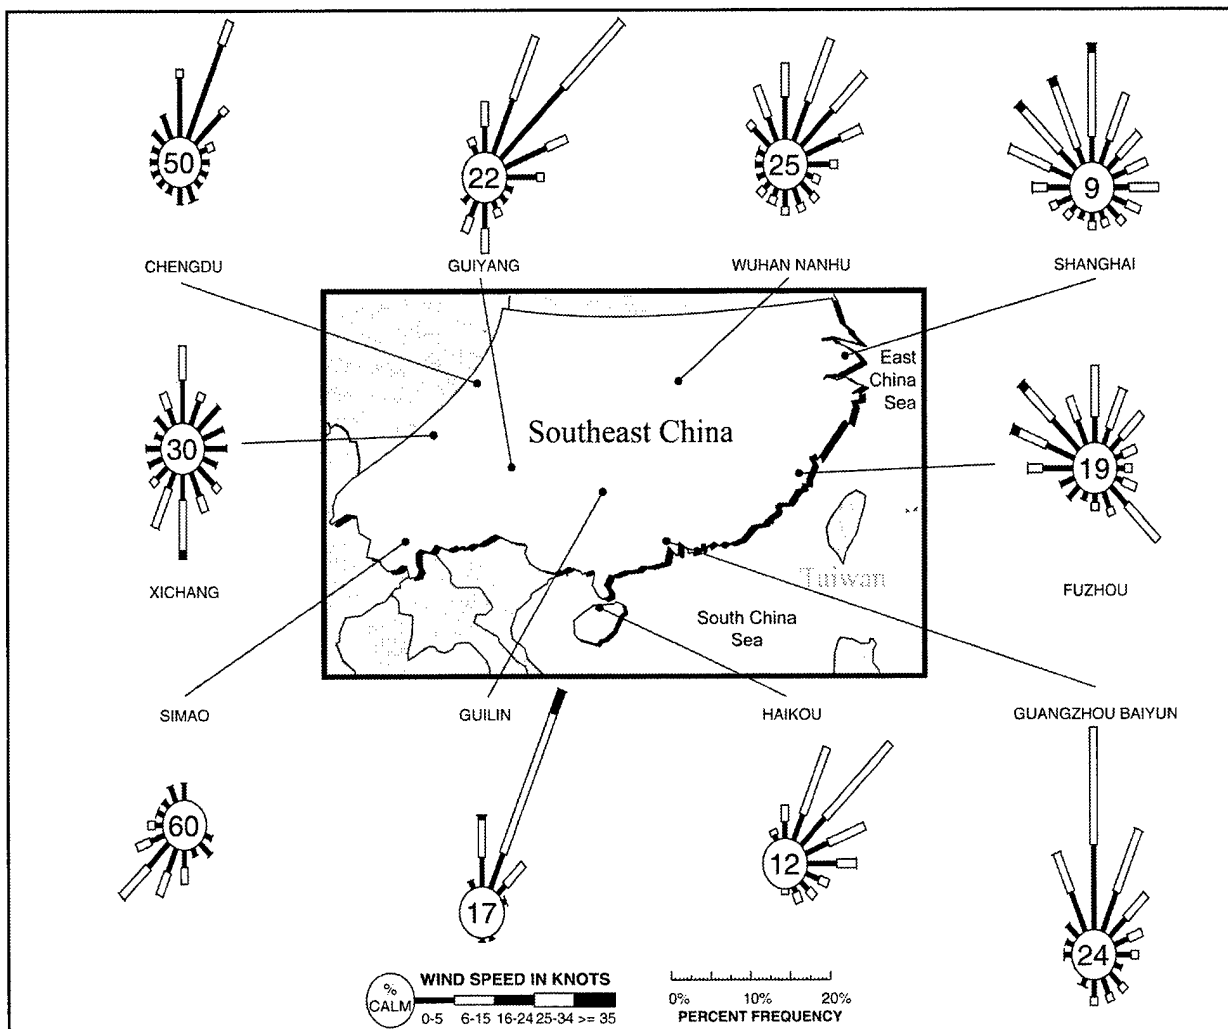 50
22
25
9
CHENGDU
GUIYANG
WUHAN NANHU
SHANGHAI
East
China
Sea
30
Southeast China
19
XICHANG
Taiwan
FUZHOU
South China
Sea
SIMAO
GUILIN
HAIKOU
GUANGZHOU BAIYUN
60
17
12
24
%
CALM
WIND SPEED IN KNOTS
0-5 6-15 16-24 25-34 >= 35
0% 10% 20%
PERCENT FREQUENCY